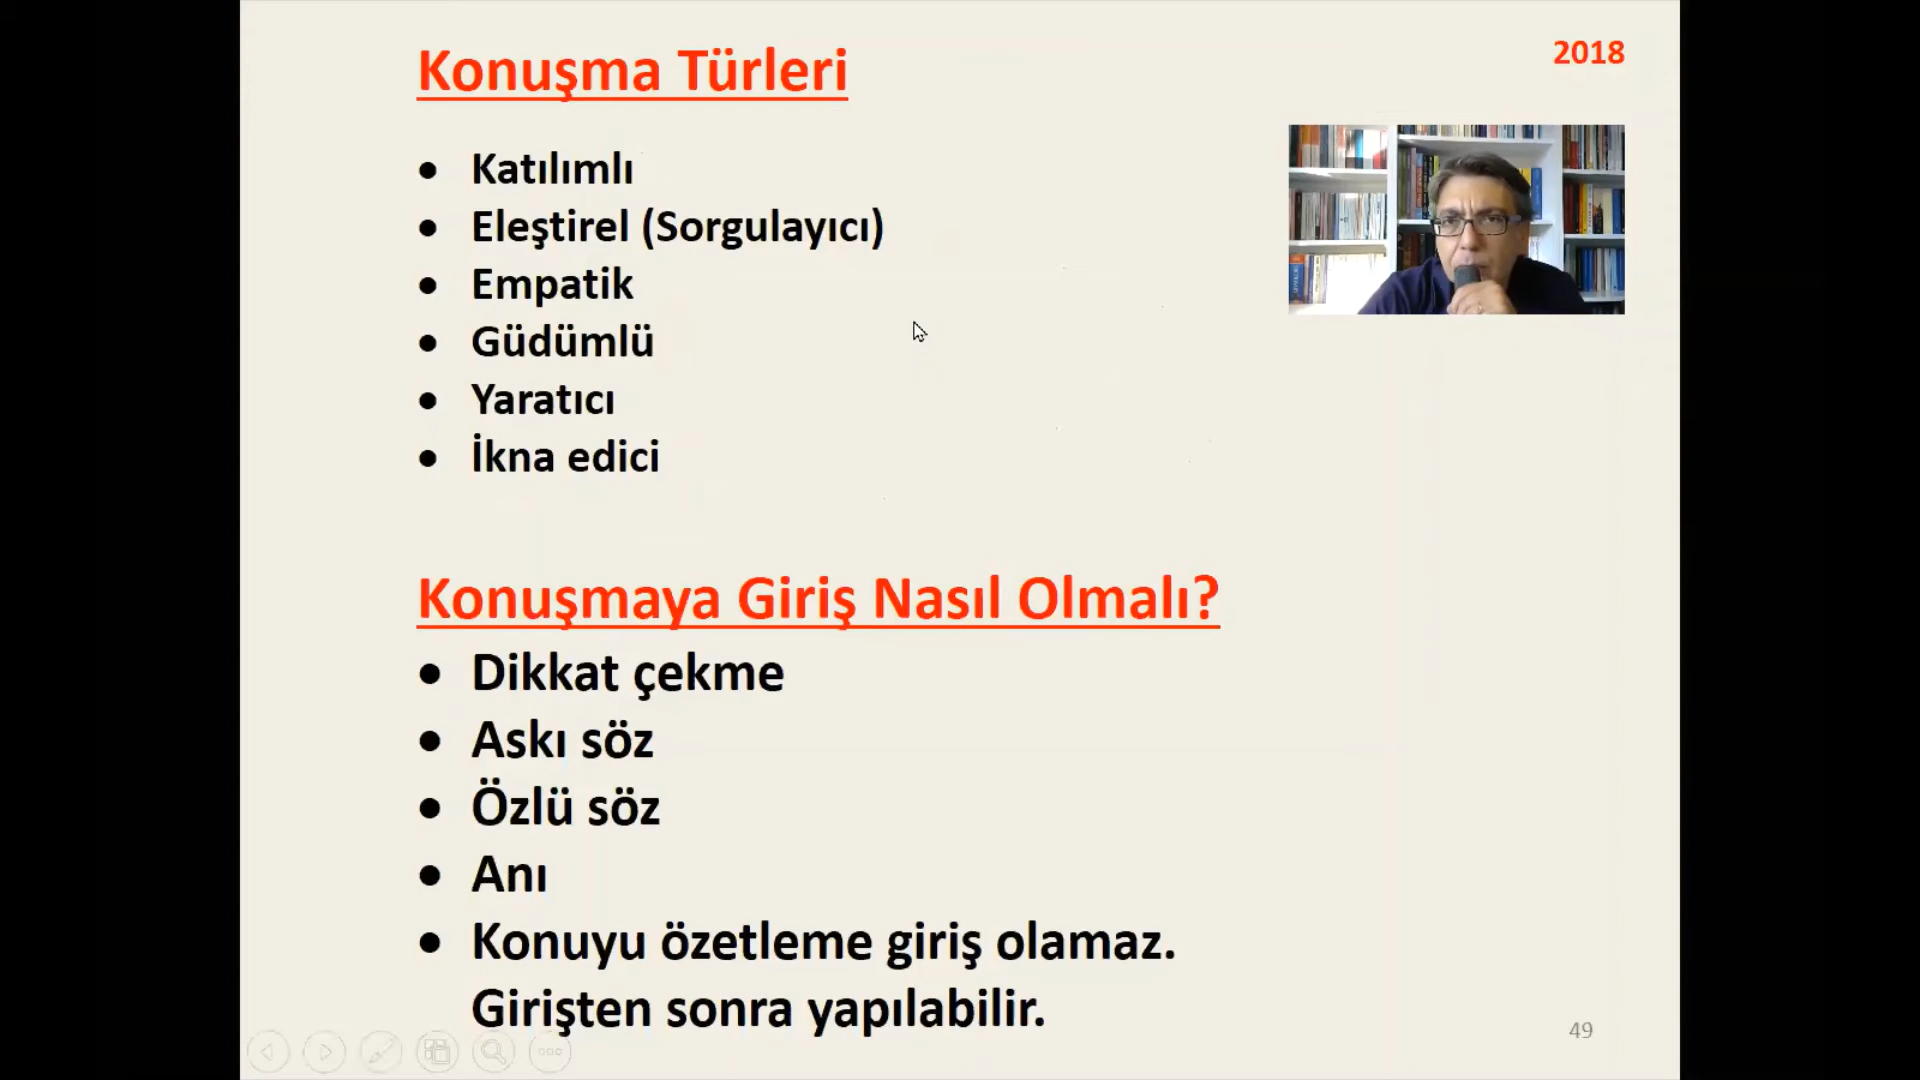 Konuşma Türleri
2018
• Katılımlı
• Eleştirel (Sorgulayıcı)
• Empatik
• Güdümlü
• Yaratıcı
• İkna edici
Konuşmaya Giriş Nasıl Olmalı?
• Dikkat çekme
• Askı söz
• Özlü söz
• Anı
• Konuyu özetleme giriş olamaz.
Girişten sonra yapılabilir.
49